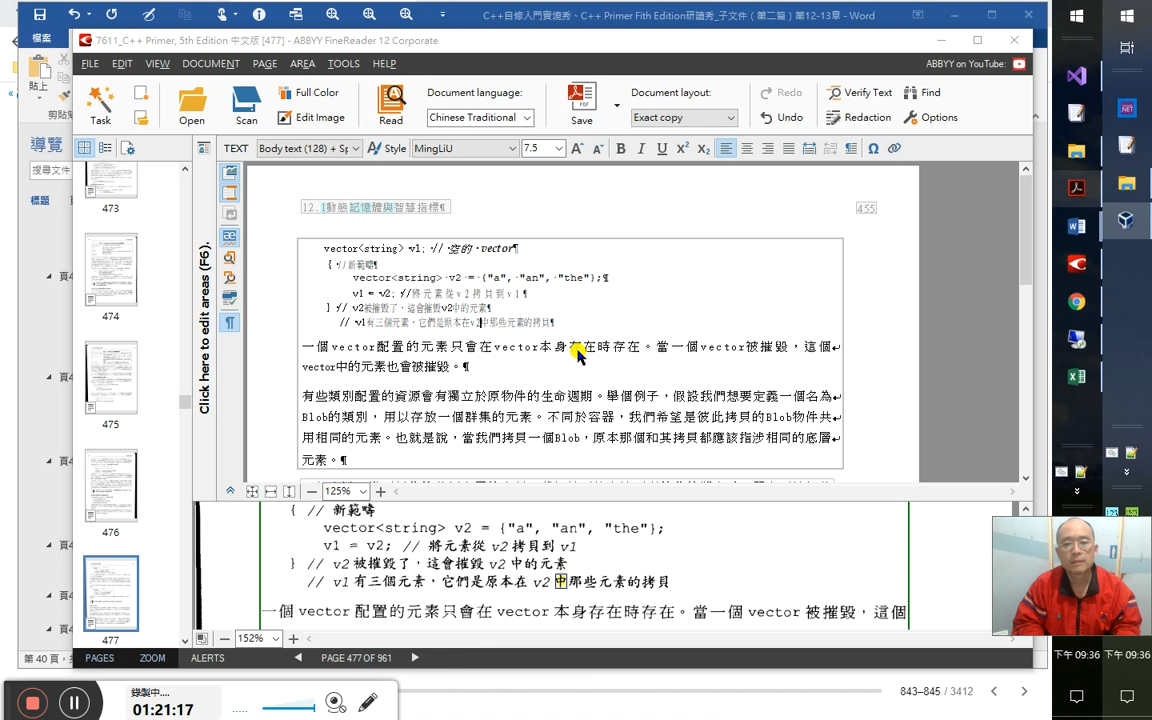 C++自修入門實境秀、C++ Primer Fith Edition研讀秀_子文件（第二篇）第12-13章 - Word
檔案
7611_C++ Primer, 5th Edition 中文版 [477] - ABBYY FineReader 12 Corporate
FILE EDIT VIEW DOCUMENT PAGE AREA TOOLS HELP
ABBYY on YouTube:
貼上
剪貼
Task
Open
Scan
Full Color
Edit Image
Read
Document language:
Chinese Traditional
Save
Document layout:
Exact copy
Redo
Undo
Verify Text
Redaction
Find
Options
導覽
搜尋文件
標題
TEXT
Body text (128) + Sp
Style
MingLiU
7.5
473
474
475
476
477
Click here to edit areas (F6).
12.1動態記憶體與智慧指標¶
455
vector<string> v1; // 空的 vector¶
{ //新範疇¶
vector<string> v2 = {"a", "an", "the"};¶
v1 = v2; //將元素從v2拷貝到v1¶
} // v2被摧毀了，這會摧毀v2中的元素¶
// v1有三個元素，它們是原本在v2中那些元素的拷貝¶
一個vector配置的元素只會在vector本身存在時存在。當一個vector被摧毀，這個↵
vector中的元素也會被摧毀。¶
有些類別配置的資源會有獨立於原物件的生命週期。舉個例子，假設我們想要定義一個名為↵
Blob的類別，用以存放一個群集的元素。不同於容器，我們希望是彼此拷貝的Blob物件共↵
用相同的元素。也就是說，當我們拷貝一個Blob，原本那個和其拷貝都應該指涉相同的底層↵
元素。¶
125%
{ // 新範疇
vector<string> v2 = {"a", "an", "the"};
v1 = v2; // 將元素從 v2 拷貝到 v1
} // v2 被摧毀了，這會摧毀 v2 中的元素
// v1 有三個元素，它們是原本在 v2 中那些元素的拷貝
一個 vector 配置的元素只會在 vector 本身存在時存在。當一個 vector 被摧毀，這個
152%
第 40 頁，
PAGES
ZOOM
ALERTS
PAGE 477 OF 961
錄製中....
01:21:17
843–845 / 3412
下午 09:36
下午 09:36